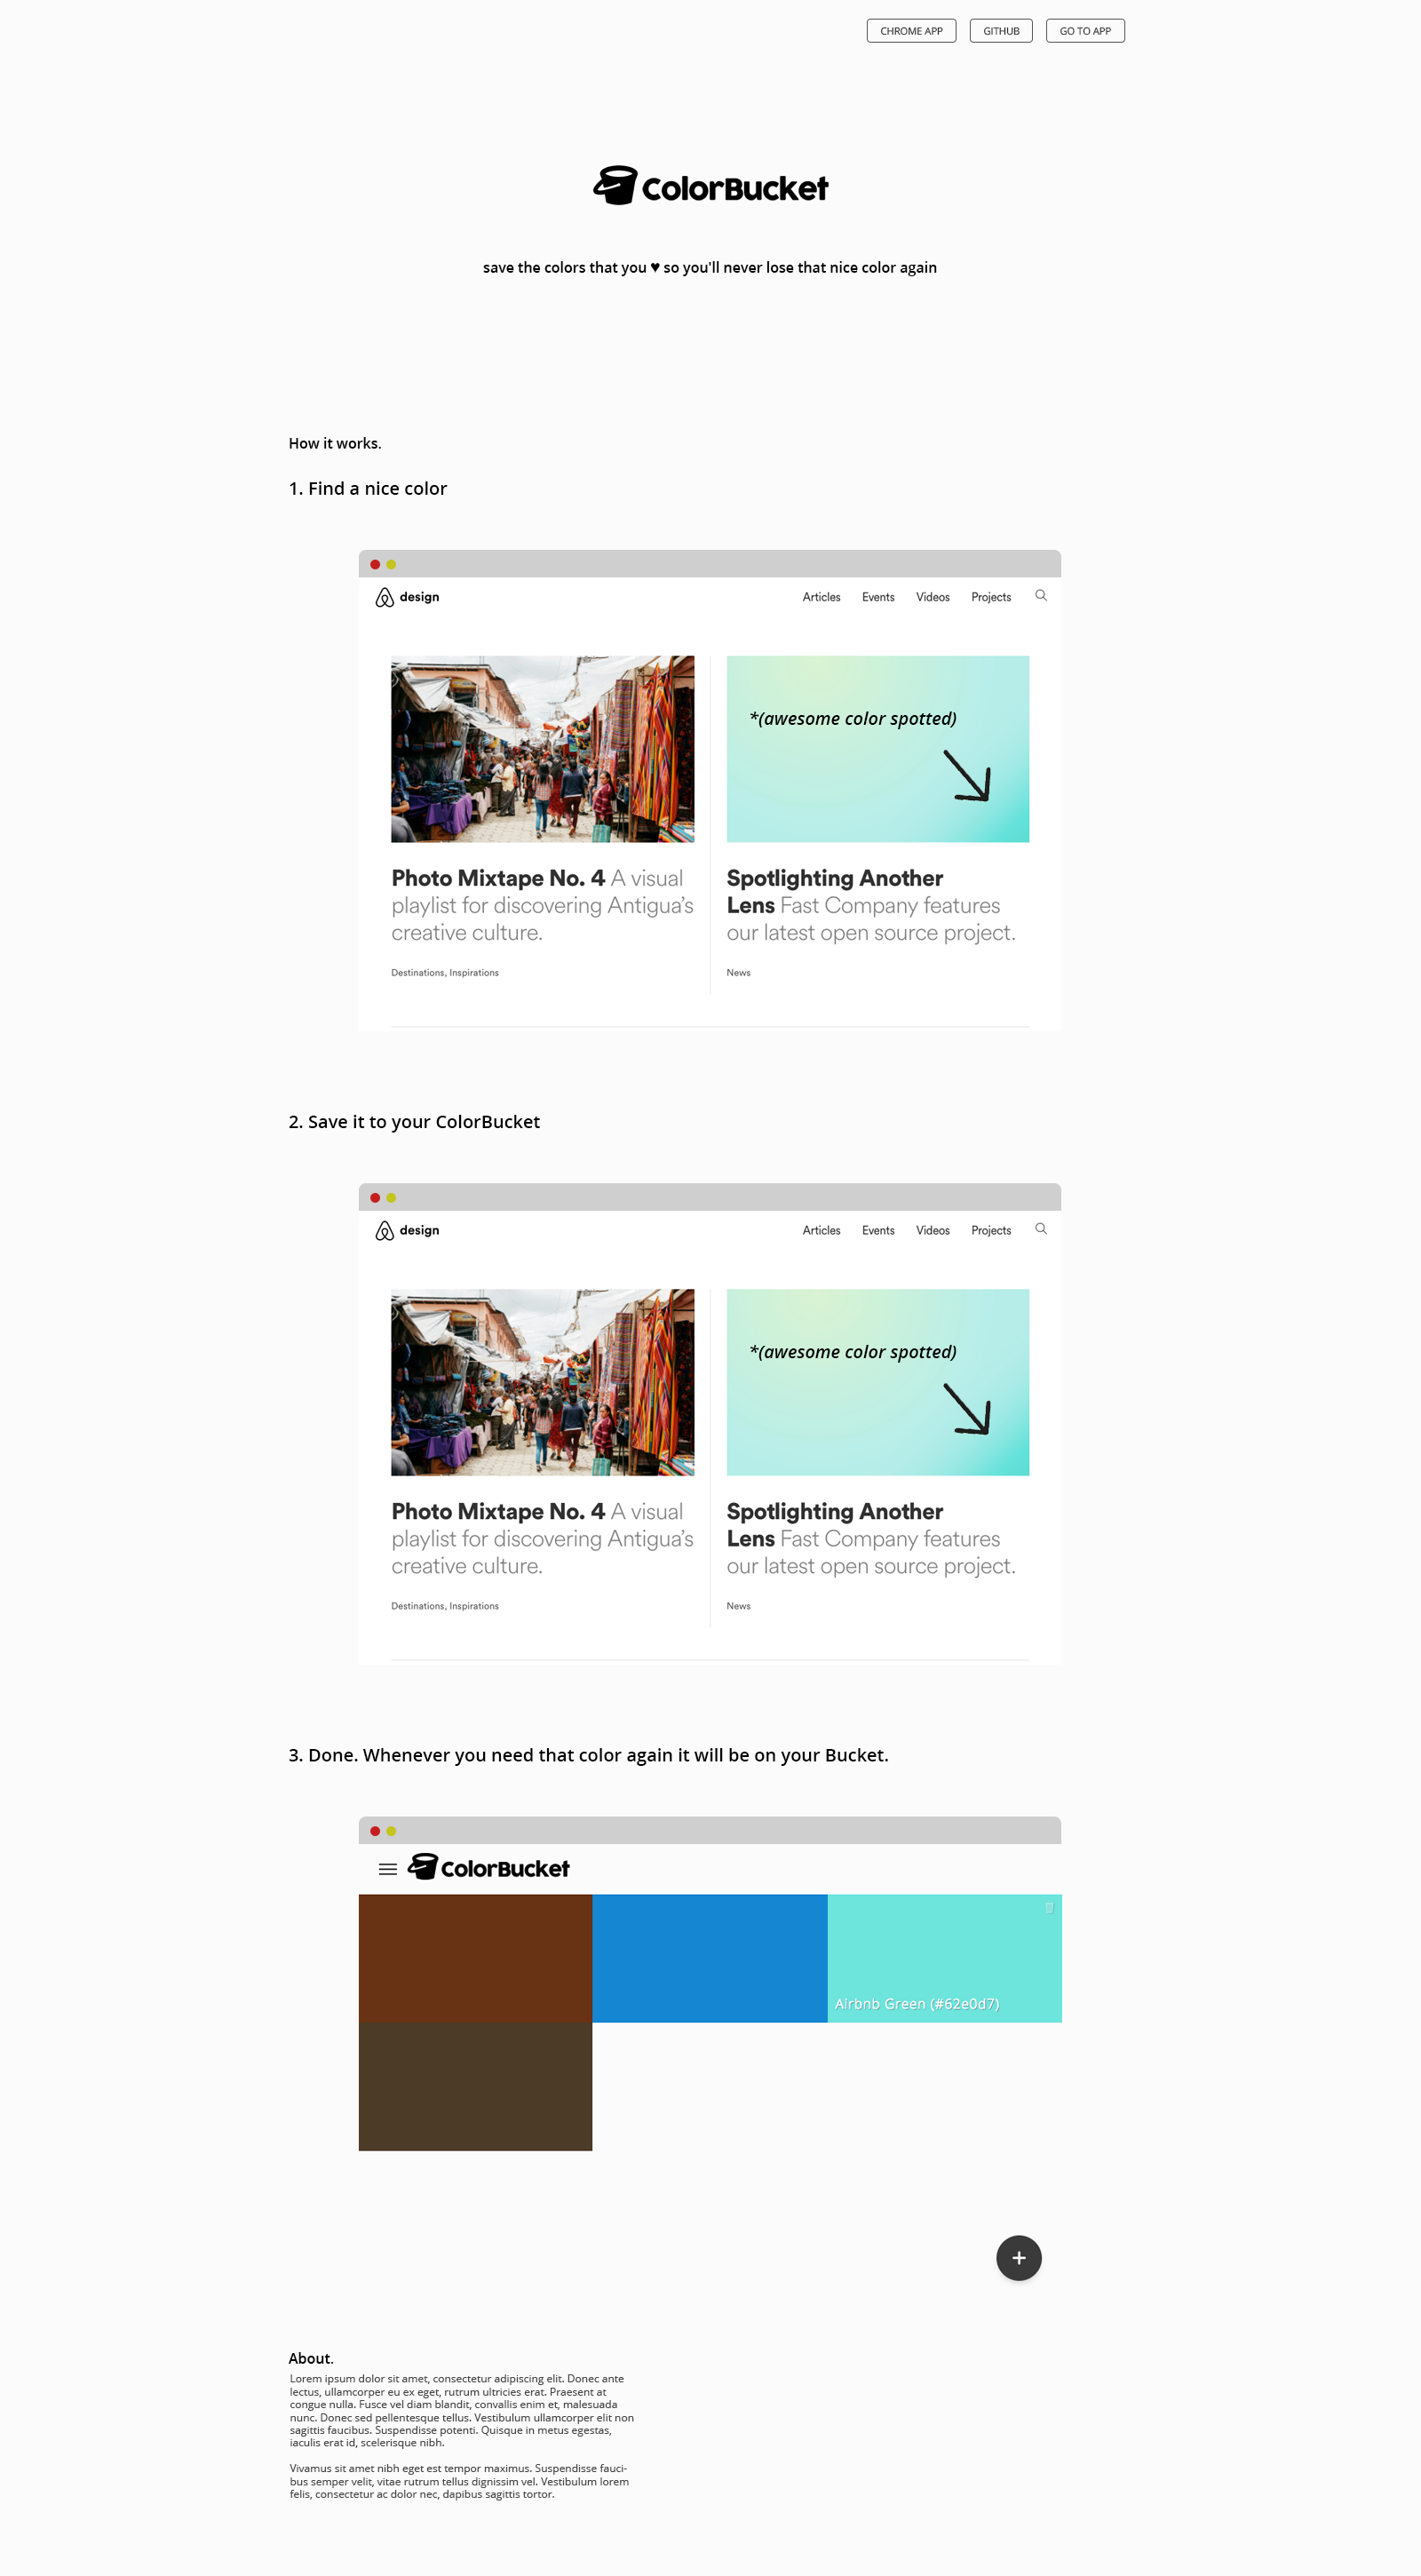 CHROME APP
GITHUB
GO TO APP
ColorBucket
save the colors that you ♥ so you'll never lose that nice color again
How it works.
1. Find a nice color
design
Articles
Events
Videos
Projects
*(awesome color spotted)
Photo Mixtape No. 4 A visual
playlist for discovering Antigua’s
creative culture.
Destinations, Inspirations
Spotlighting Another
Lens Fast Company features
our latest open source project.
News
2. Save it to your ColorBucket
design
Articles
Events
Videos
Projects
*(awesome color spotted)
Photo Mixtape No. 4 A visual
playlist for discovering Antigua’s
creative culture.
Destinations, Inspirations
Spotlighting Another
Lens Fast Company features
our latest open source project.
News
3. Done. Whenever you need that color again it will be on your Bucket.
ColorBucket
Airbnb Green (#62e0d7)
About.
Lorem ipsum dolor sit amet, consectetur adipiscing elit. Donec ante
lectus, ullamcorper eu ex eget, rutrum ultricies erat. Praesent at
congue nulla. Fusce vel diam blandit, convallis enim et, malesuada
nunc. Donec sed pellentesque tellus. Vestibulum ullamcorper elit non
sagittis faucibus. Suspendisse potenti. Quisque in metus egestas,
iaculis erat id, scelerisque nibh.
Vivamus sit amet nibh eget est tempor maximus. Suspendisse fauci-
bus semper velit, vitae rutrum tellus dignissim vel. Vestibulum lorem
felis, consectetur ac dolor nec, dapibus sagittis tortor.